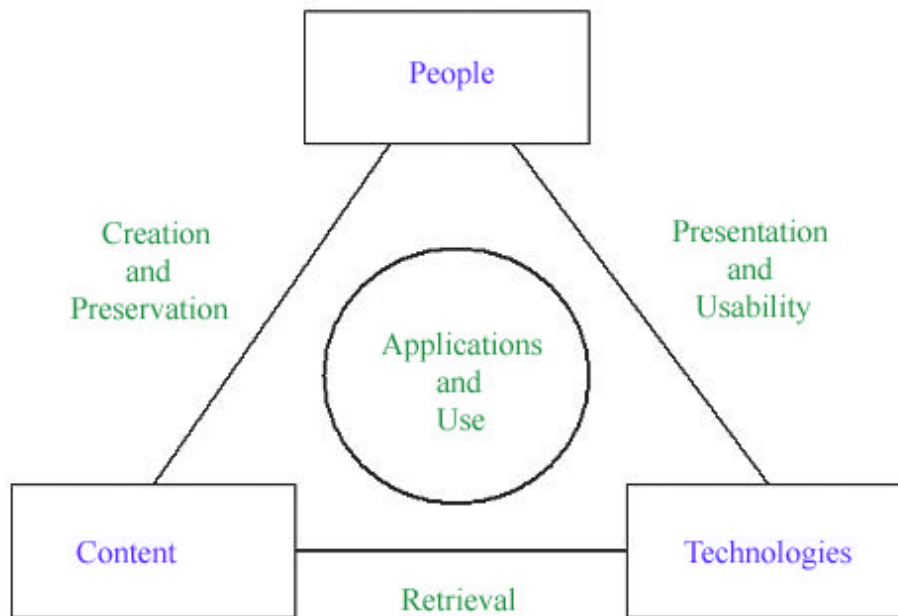 People
Creation
and
Preservation
Presentation
and
Usability
Applications
and
Use
Content
Technologies
Retrieval